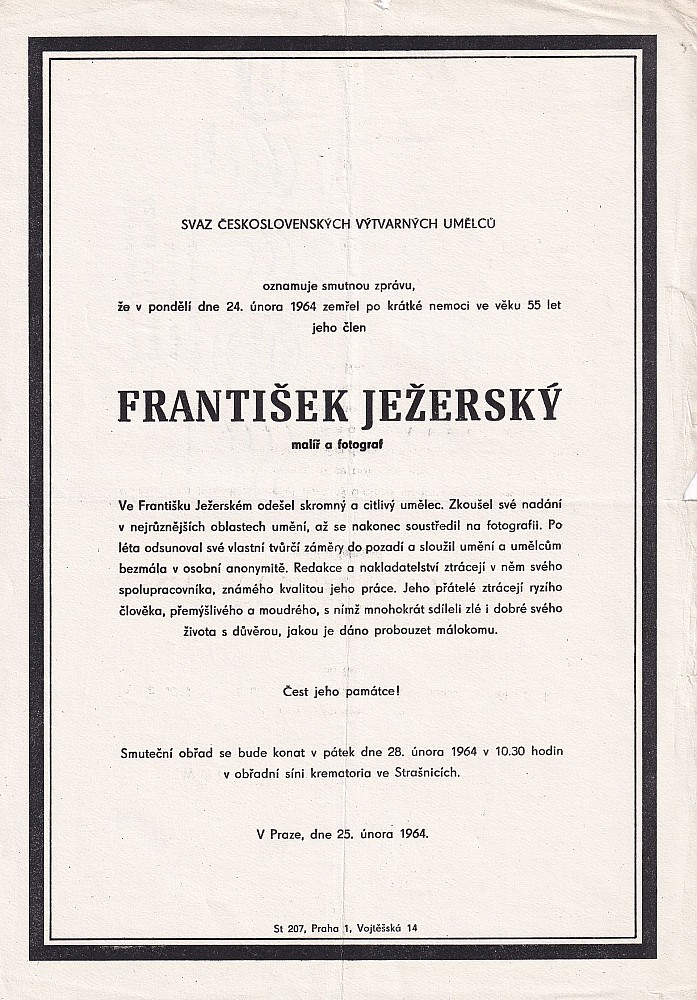 SVAZ ČESKOSLOVENSKÝCH VÝTVARNÝCH UMĚLCŮ
oznamuje smutnou zprávu,
že v pondělí dne 24. února 1964 zemřel po krátké nemoci ve věku 55 let
jeho člen
FRANTIŠEK JEŽERSKÝ
malíř a fotograf
Ve Františku Ježerském odešel skromný a citlivý umělec. Zkoušel své nadání
v nejrůznějších oblastech umění, až se nakonec soustředil na fotografii. Po
léta odsunoval své vlastní tvůrčí záměry do pozadí a sloužil umění a umělcům
bezmála v osobní anonymitě. Redakce a nakladatelství ztrácejí v něm svého
spolupracovníka, známého kvalitou jeho práce. Jeho přátelé ztrácejí ryzího
člověka, přemýšlivého a moudrého, s nímž mnohokrát sdíleli zlé i dobré svého
života s důvěrou, jakou je dáno probouzet málokomu.
Čest jeho památce!
Smuteční obřad se bude konat v pátek dne 28. února 1964 v 10.30 hodin
v obřadní síni krematoria ve Strašnicích.
V Praze, dne 25. února 1964.
St 207, Praha 1, Vojtěšská 14